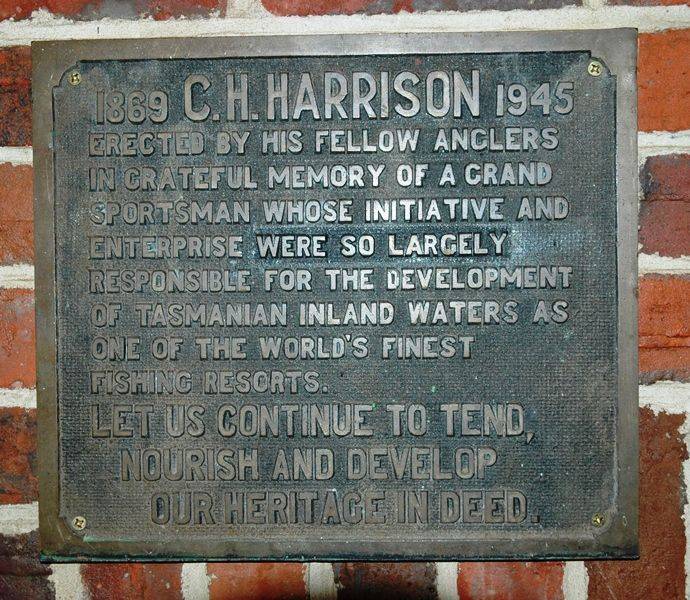 1869 C.H. HARRISON 1945
ERECTED BY HIS FELLOW ANGLERS
IN GRATEFUL MEMORY OF A GRAND
SPORTSMAN WHOSE INITIATIVE AND
ENTERPRISE WERE SO LARGELY
RESPONSIBLE FOR THE DEVELOPMENT
OF TASMANIAN INLAND WATERS AS
ONE OF THE WORLD'S FINEST
FISHING RESORTS.
LET US CONTINUE TO TEND,
NOURISH AND DEVELOP
OUR HERITAGE IN DEED.